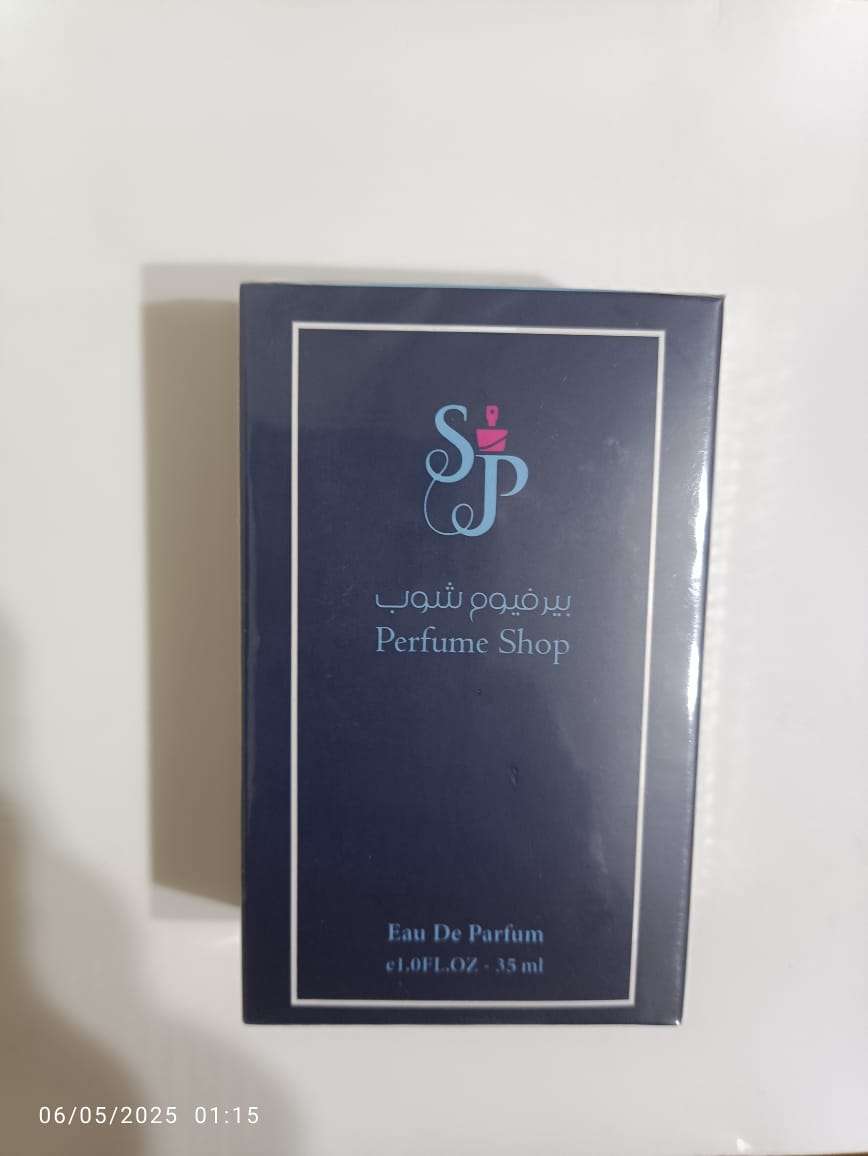 SP
بيرفيوم شوب
Perfume Shop
Eau De Parfum
e1.0FL.OZ - 35 ml
06/05/2025 01:15